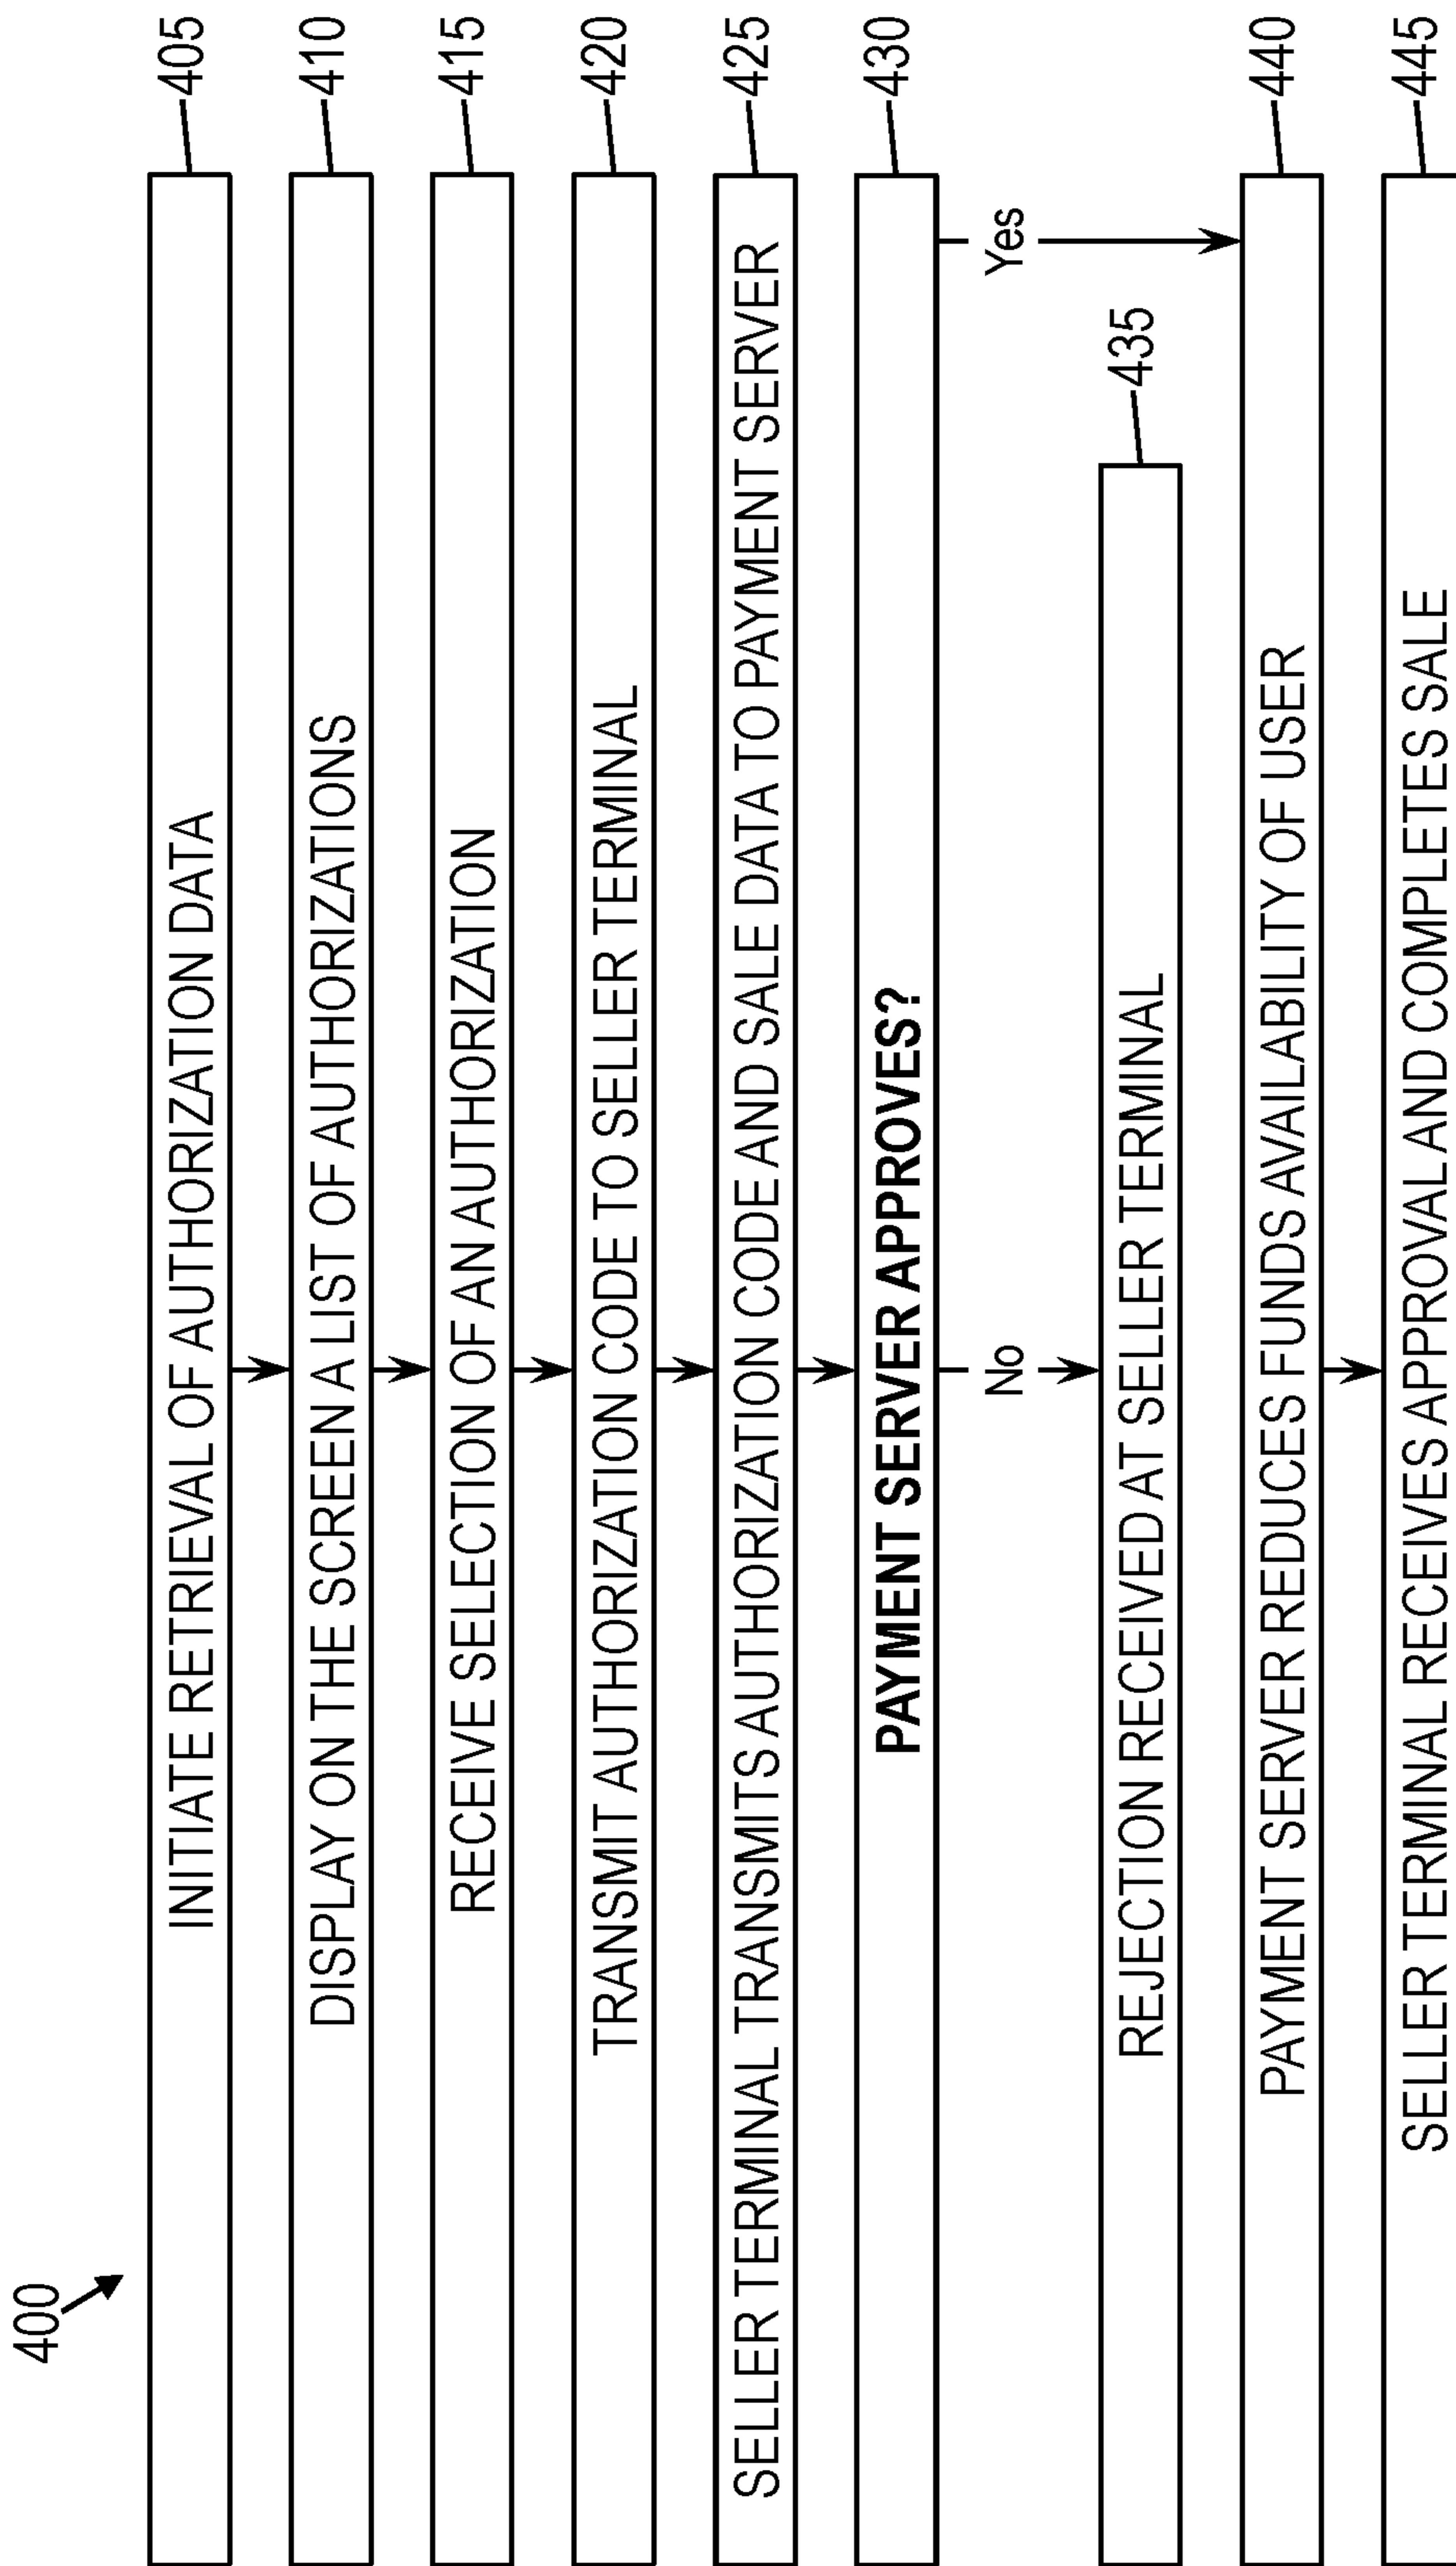 400
INITIATE RETRIEVAL OF AUTHORIZATION DATA
405
DISPLAY ON THE SCREEN A LIST OF AUTHORIZATIONS
410
RECEIVE SELECTION OF AN AUTHORIZATION
415
TRANSMIT AUTHORIZATION CODE TO SELLER TERMINAL
420
SELLER TERMINAL TRANSMITS AUTHORIZATION CODE AND SALE DATA TO PAYMENT SERVER
425
PAYMENT SERVER APPROVES?
430
No
Yes
REJECTION RECEIVED AT SELLER TERMINAL
435
PAYMENT SERVER REDUCES FUNDS AVAILABILITY OF USER
440
SELLER TERMINAL RECEIVES APPROVAL AND COMPLETES SALE
445